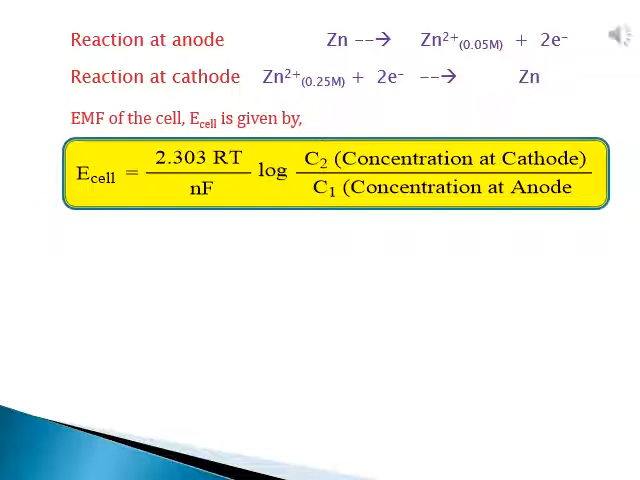 Reaction at anode Zn --→ Zn2+(0.05M) + 2e–
Reaction at cathode Zn2+(0.25M) + 2e– --→ Zn
EMF of the cell, Ecell is given by,
Ecell = 2.303 RT / nF log C2 (Concentration at Cathode) / C1 (Concentration at Anode